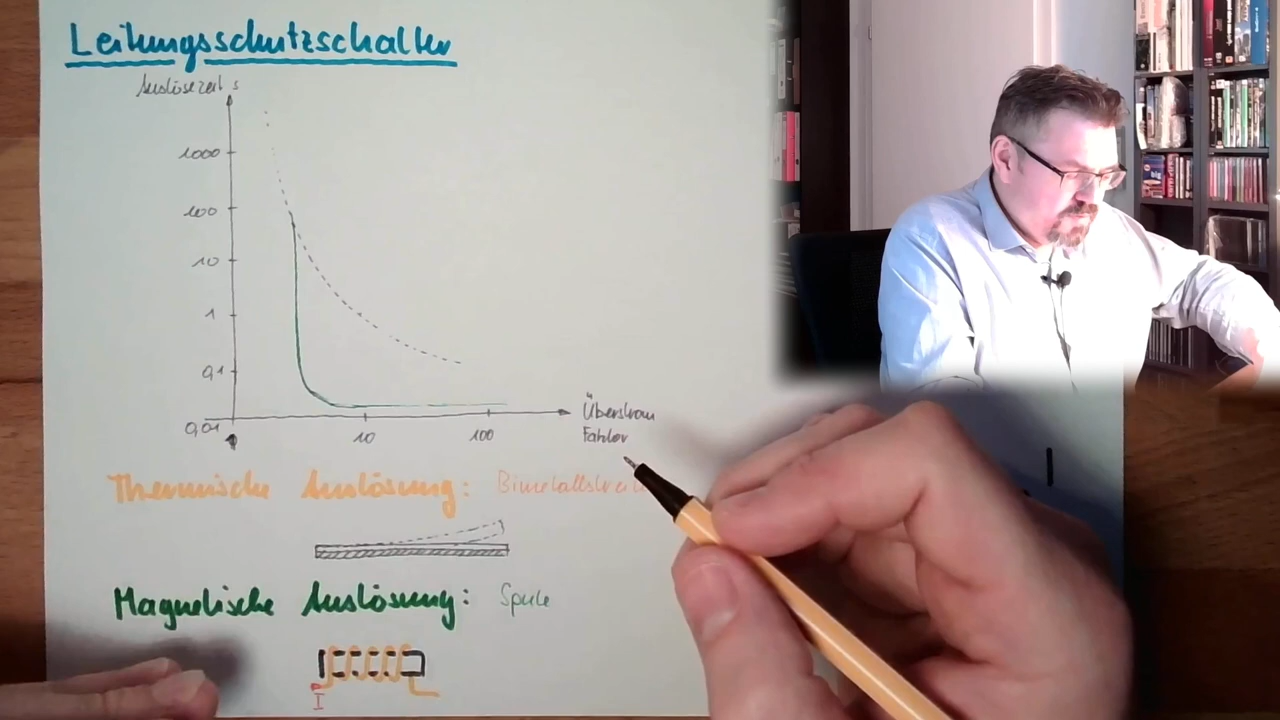 Leitungsschutzschalter
Auslösezeit s
1000
100
10
1
0,1
0,01
1
10
100
Überstrom
Faktor
Thermische Auslösung: Bimetallstreifen
Magnetische Auslösung: Spule
I